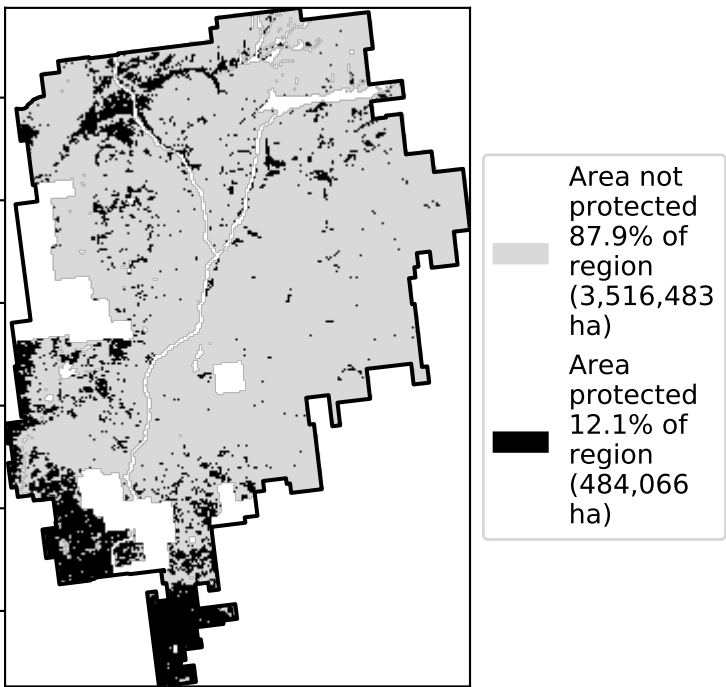 Area not
protected
87.9% of
region
(3,516,483
ha)
Area
protected
12.1% of
region
(484,066
ha)